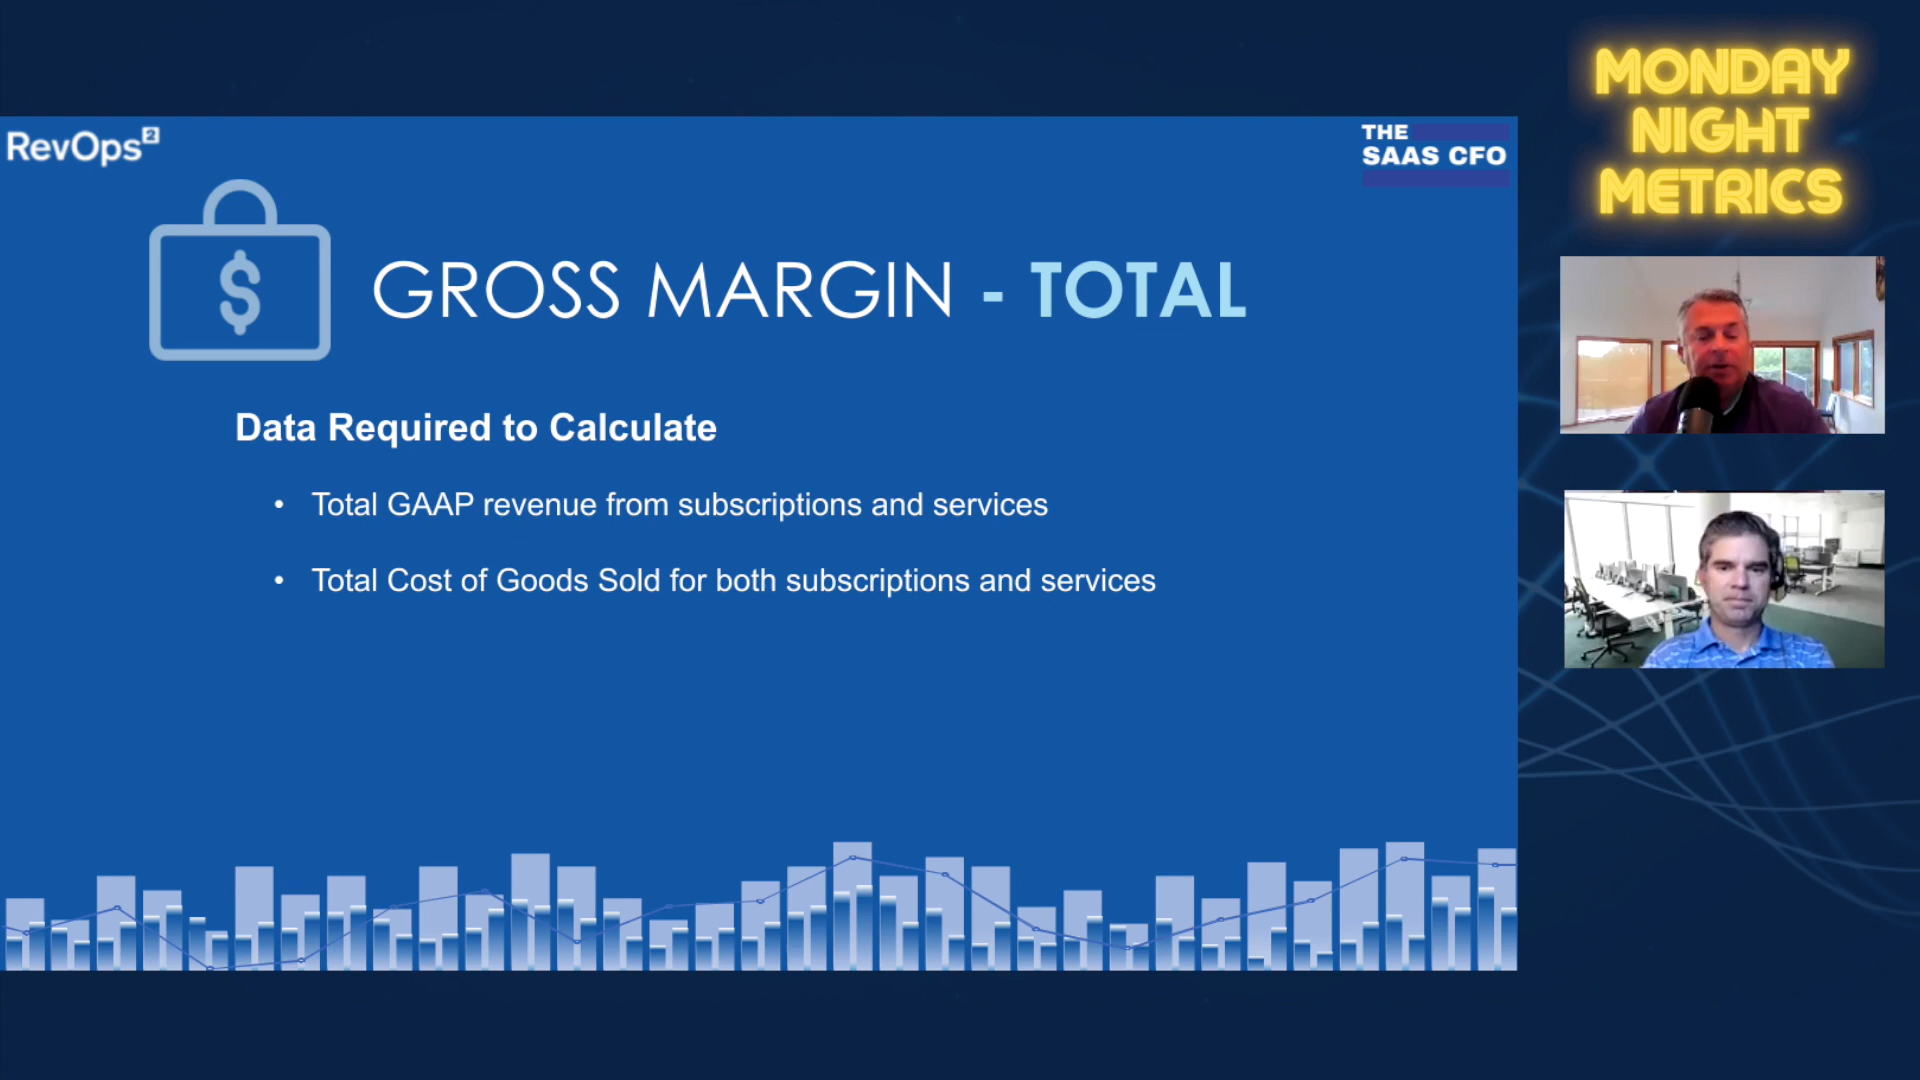 RevOps²
THE
SAAS CFO
MONDAY
NIGHT
METRICS
$
GROSS MARGIN - TOTAL
Data Required to Calculate
• Total GAAP revenue from subscriptions and services
• Total Cost of Goods Sold for both subscriptions and services